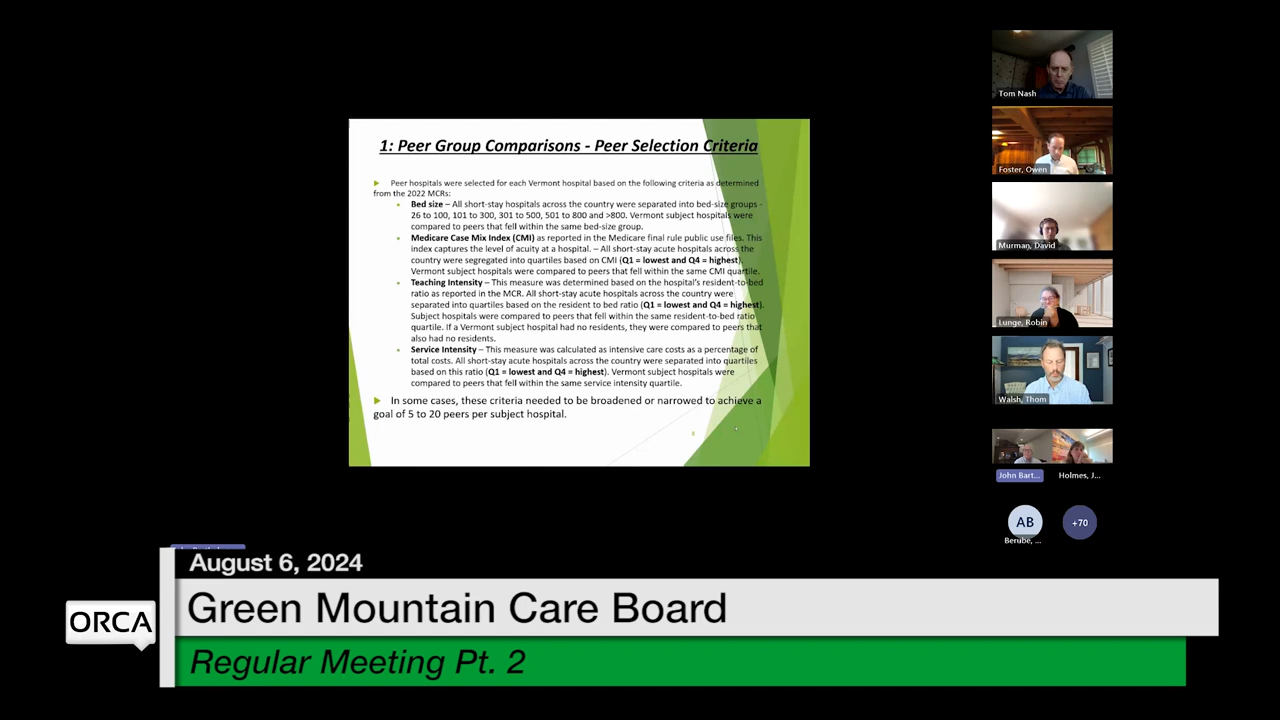 1: Peer Group Comparisons - Peer Selection Criteria
Peer hospitals were selected for each Vermont hospital based on the following criteria as determined
from the 2022 MCRs:
Bed size – All short-stay hospitals across the country were separated into bed-size groups -
26 to 100, 101 to 300, 301 to 500, 501 to 800 and >800. Vermont subject hospitals were
compared to peers that fell within the same bed-size group.
Medicare Case Mix Index (CMI) as reported in the Medicare final rule public use files. This
index captures the level of acuity at a hospital. – All short-stay acute hospitals across the
country were segregated into quartiles based on CMI (Q1 = lowest and Q4 = highest).
Vermont subject hospitals were compared to peers that fell within the same CMI quartile.
Teaching Intensity – This measure was determined based on the hospital's resident-to-bed
ratio as reported in the MCR. All short-stay acute hospitals across the country were
separated into quartiles based on the resident to bed ratio (Q1 = lowest and Q4 = highest).
Subject hospitals were compared to peers that fell within the same resident-to-bed ratio
quartile. If a Vermont subject hospital had no residents, they were compared to peers that
also had no residents.
Service Intensity – This measure was calculated as intensive care costs as a percentage of
total costs. All short-stay acute hospitals across the country were separated into quartiles
based on this ratio (Q1 = lowest and Q4 = highest). Vermont subject hospitals were
compared to peers that fell within the same service intensity quartile.
In some cases, these criteria needed to be broadened or narrowed to achieve a
goal of 5 to 20 peers per subject hospital.
Tom Nash
Foster, Owen
Murman, David
Lunge, Robin
Walsh, Thom
John Bart...
Holmes, J...
AB
+70
Berube, ...
August 6, 2024
ORCA
Green Mountain Care Board
Regular Meeting Pt. 2